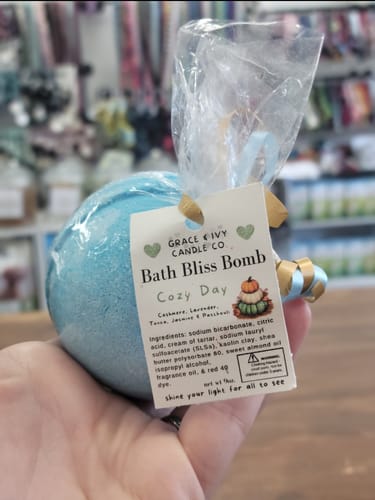 GRACE & IVY
CANDLE CO.
Bath Bliss Bomb
Cozy Day
Cashmere, Lavender,
Tonca, Jasmine & Patchouli
Ingredients: sodium bicarbonate, citric
acid, cream of tartar, sodium lauryl
sulfoacetate (SLSa), kaolin clay, shea
butter polysorbate 80, sweet almond oil
isopropyl alcohol,
fragrance oil, & red 40
dye.
WARNING:
net wt
shine your light for all to see